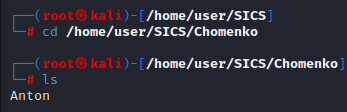 (root㉿kali)-[/home/user/SICS]
# cd /home/user/SICS/Chomenko
(root㉿kali)-[/home/user/SICS/Chomenko]
# ls
Anton